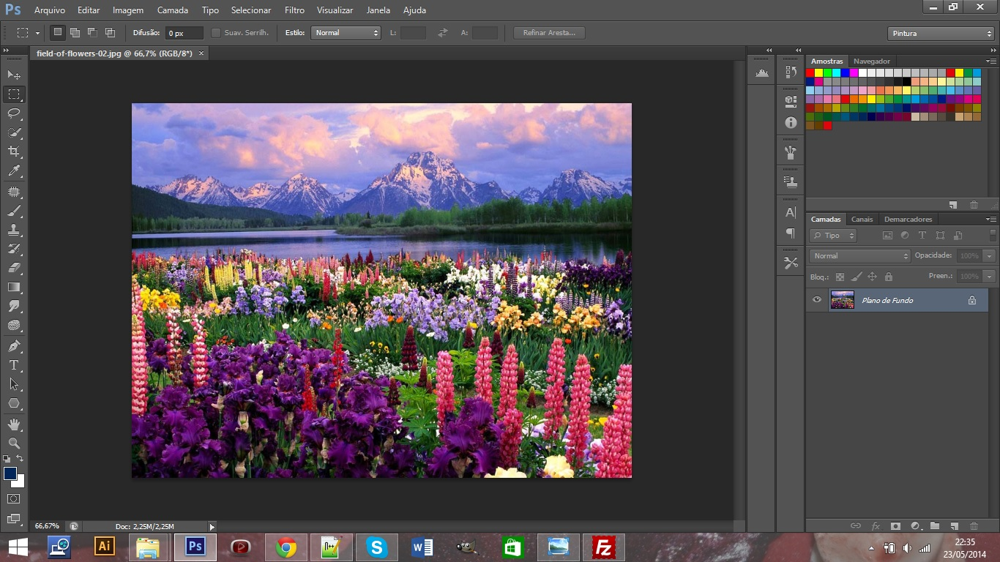 Ps Arquivo Editar Imagem Camada Tipo Selecionar Filtro Visualizar Janela Ajuda
Difusão: 0 px Suav. Serrilh. Estilo: Normal L: A: Refinar Aresta... Pintura
field-of-flowers-02.jpg @ 66,7% (RGB/8*) ×
Amostras Navegador
Camadas Canais Demarcadores
Tipo
Normal Opacidade: 100%
Bloq.: Preen.: 100%
Plano de Fundo
66,67% Doc: 2,25M/2,25M
fx
Ai Ps n++ S W Fz
22:35
23/05/2014